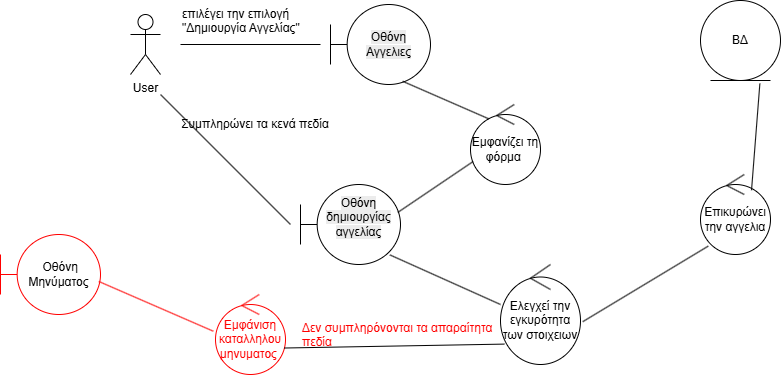 επιλέγει την επιλογή
"Δημιουργία Αγγελίας"
Οθόνη
Αγγελιες
ΒΔ
User
Συμπληρώνει τα κενά πεδία
Εμφανίζει τη
φόρμα
Οθόνη
δημιουργίας
αγγελίας
Επικυρώνει
την αγγελια
Οθόνη
Μηνύματος
Ελεγχεί την
εγκυρότητα
των στοιχειων
Εμφάνιση
καταλληλου
μηνυματος
Δεν συμπληρόνονται τα απαραίτητα
πεδία